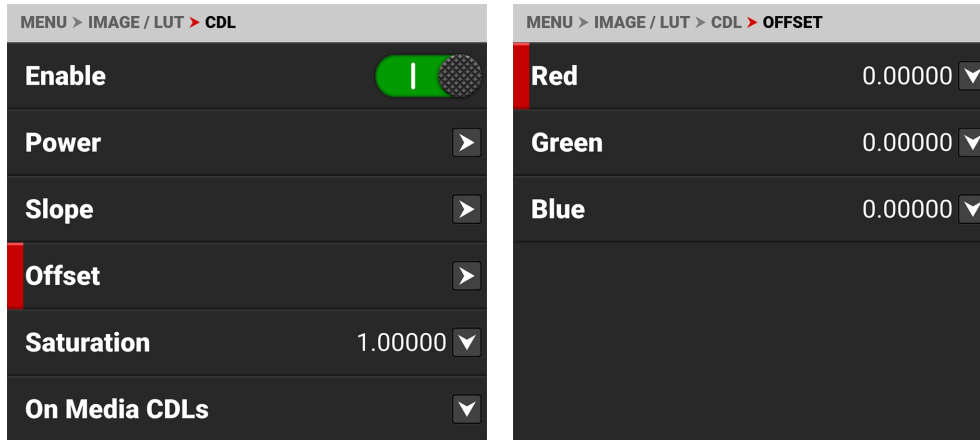 MENU > IMAGE / LUT > CDL
Enable
Power
Slope
Offset
Saturation 1.00000
On Media CDLs
MENU > IMAGE / LUT > CDL > OFFSET
Red 0.00000
Green 0.00000
Blue 0.00000